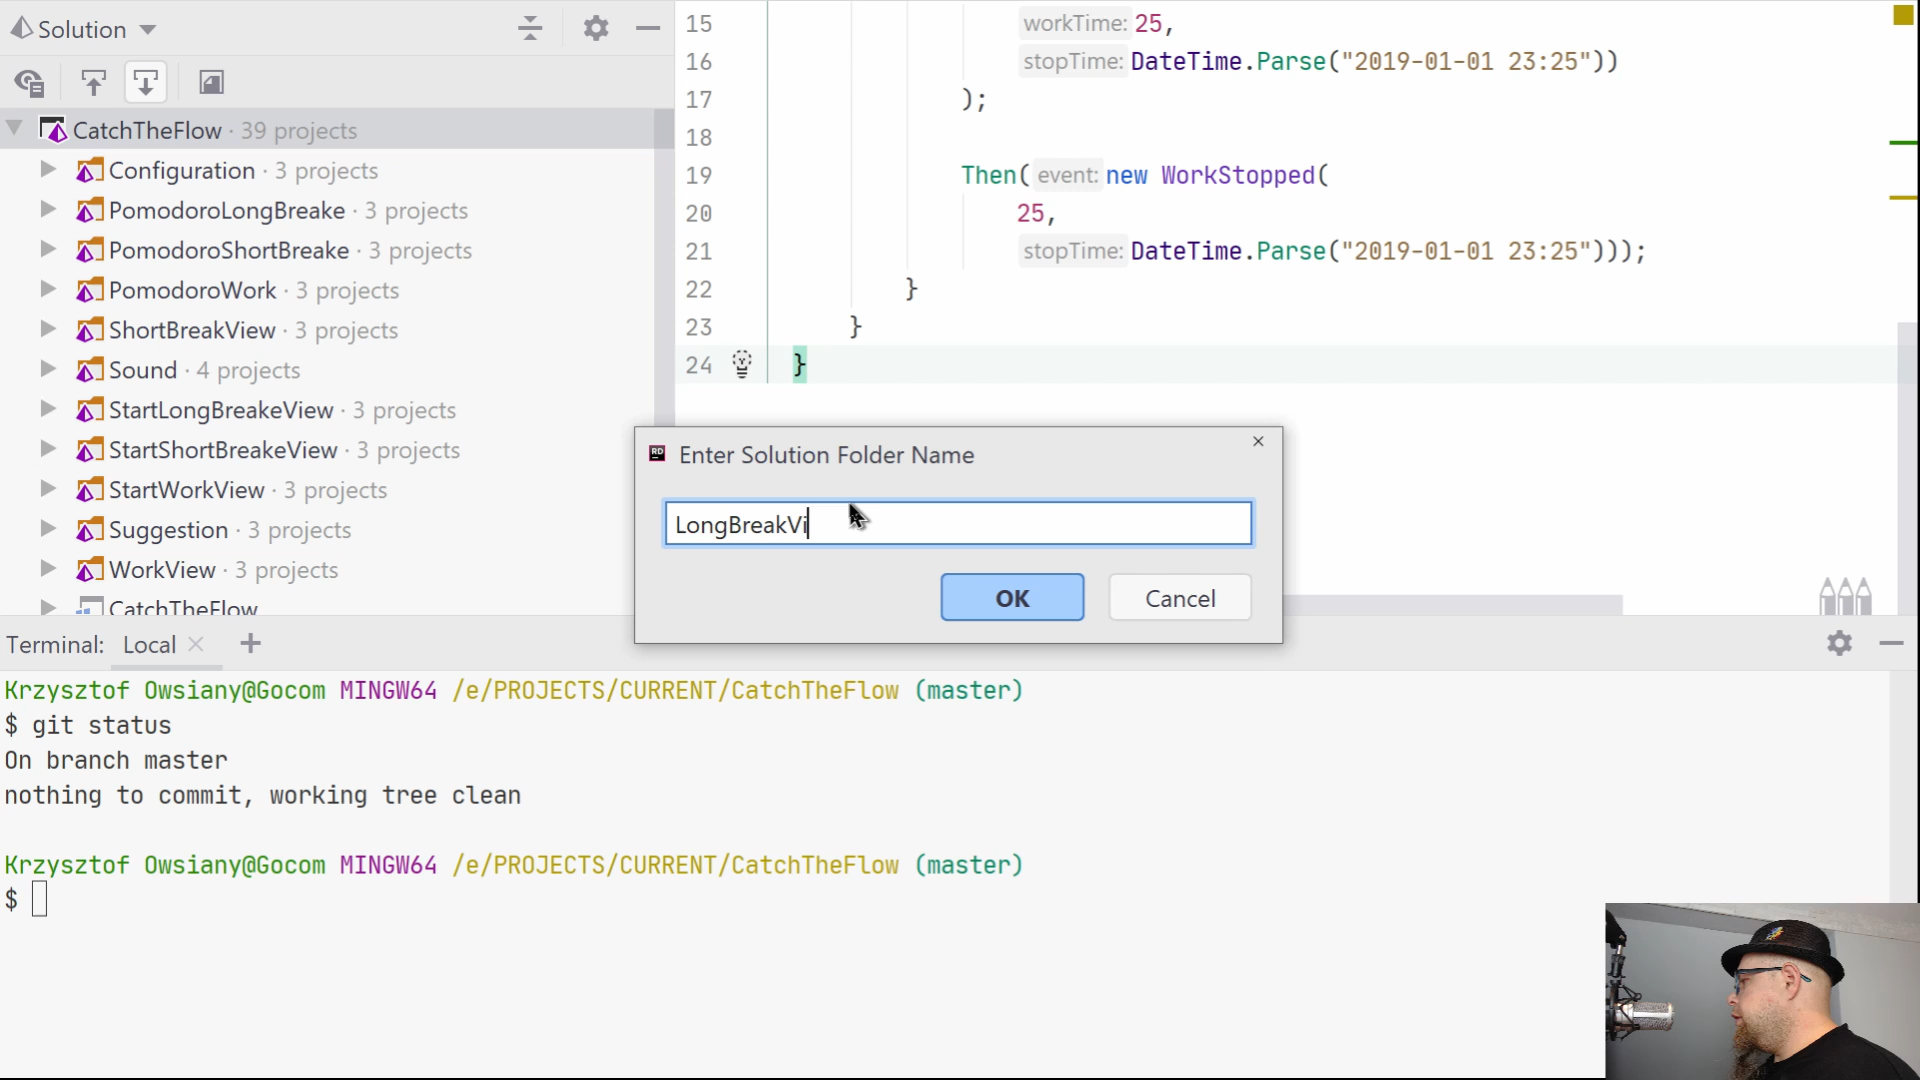 Solution
CatchTheFlow · 39 projects
Configuration · 3 projects
PomodoroLongBreake · 3 projects
PomodoroShortBreake · 3 projects
PomodoroWork · 3 projects
ShortBreakView · 3 projects
Sound · 4 projects
StartLongBreakeView · 3 projects
StartShortBreakeView · 3 projects
StartWorkView · 3 projects
Suggestion · 3 projects
WorkView · 3 projects
CatchTheFlow
15 workTime: 25,
16 stopTime: DateTime.Parse("2019-01-01 23:25"))
17 );
18
19 Then( event: new WorkStopped(
20 25,
21 stopTime: DateTime.Parse("2019-01-01 23:25")));
22 }
23 }
24 }
RD Enter Solution Folder Name
LongBreakVi
OK Cancel
Terminal: Local
Krzysztof Owsiany@Gocom MINGW64 /e/PROJECTS/CURRENT/CatchTheFlow (master)
$ git status
On branch master
nothing to commit, working tree clean
Krzysztof Owsiany@Gocom MINGW64 /e/PROJECTS/CURRENT/CatchTheFlow (master)
$